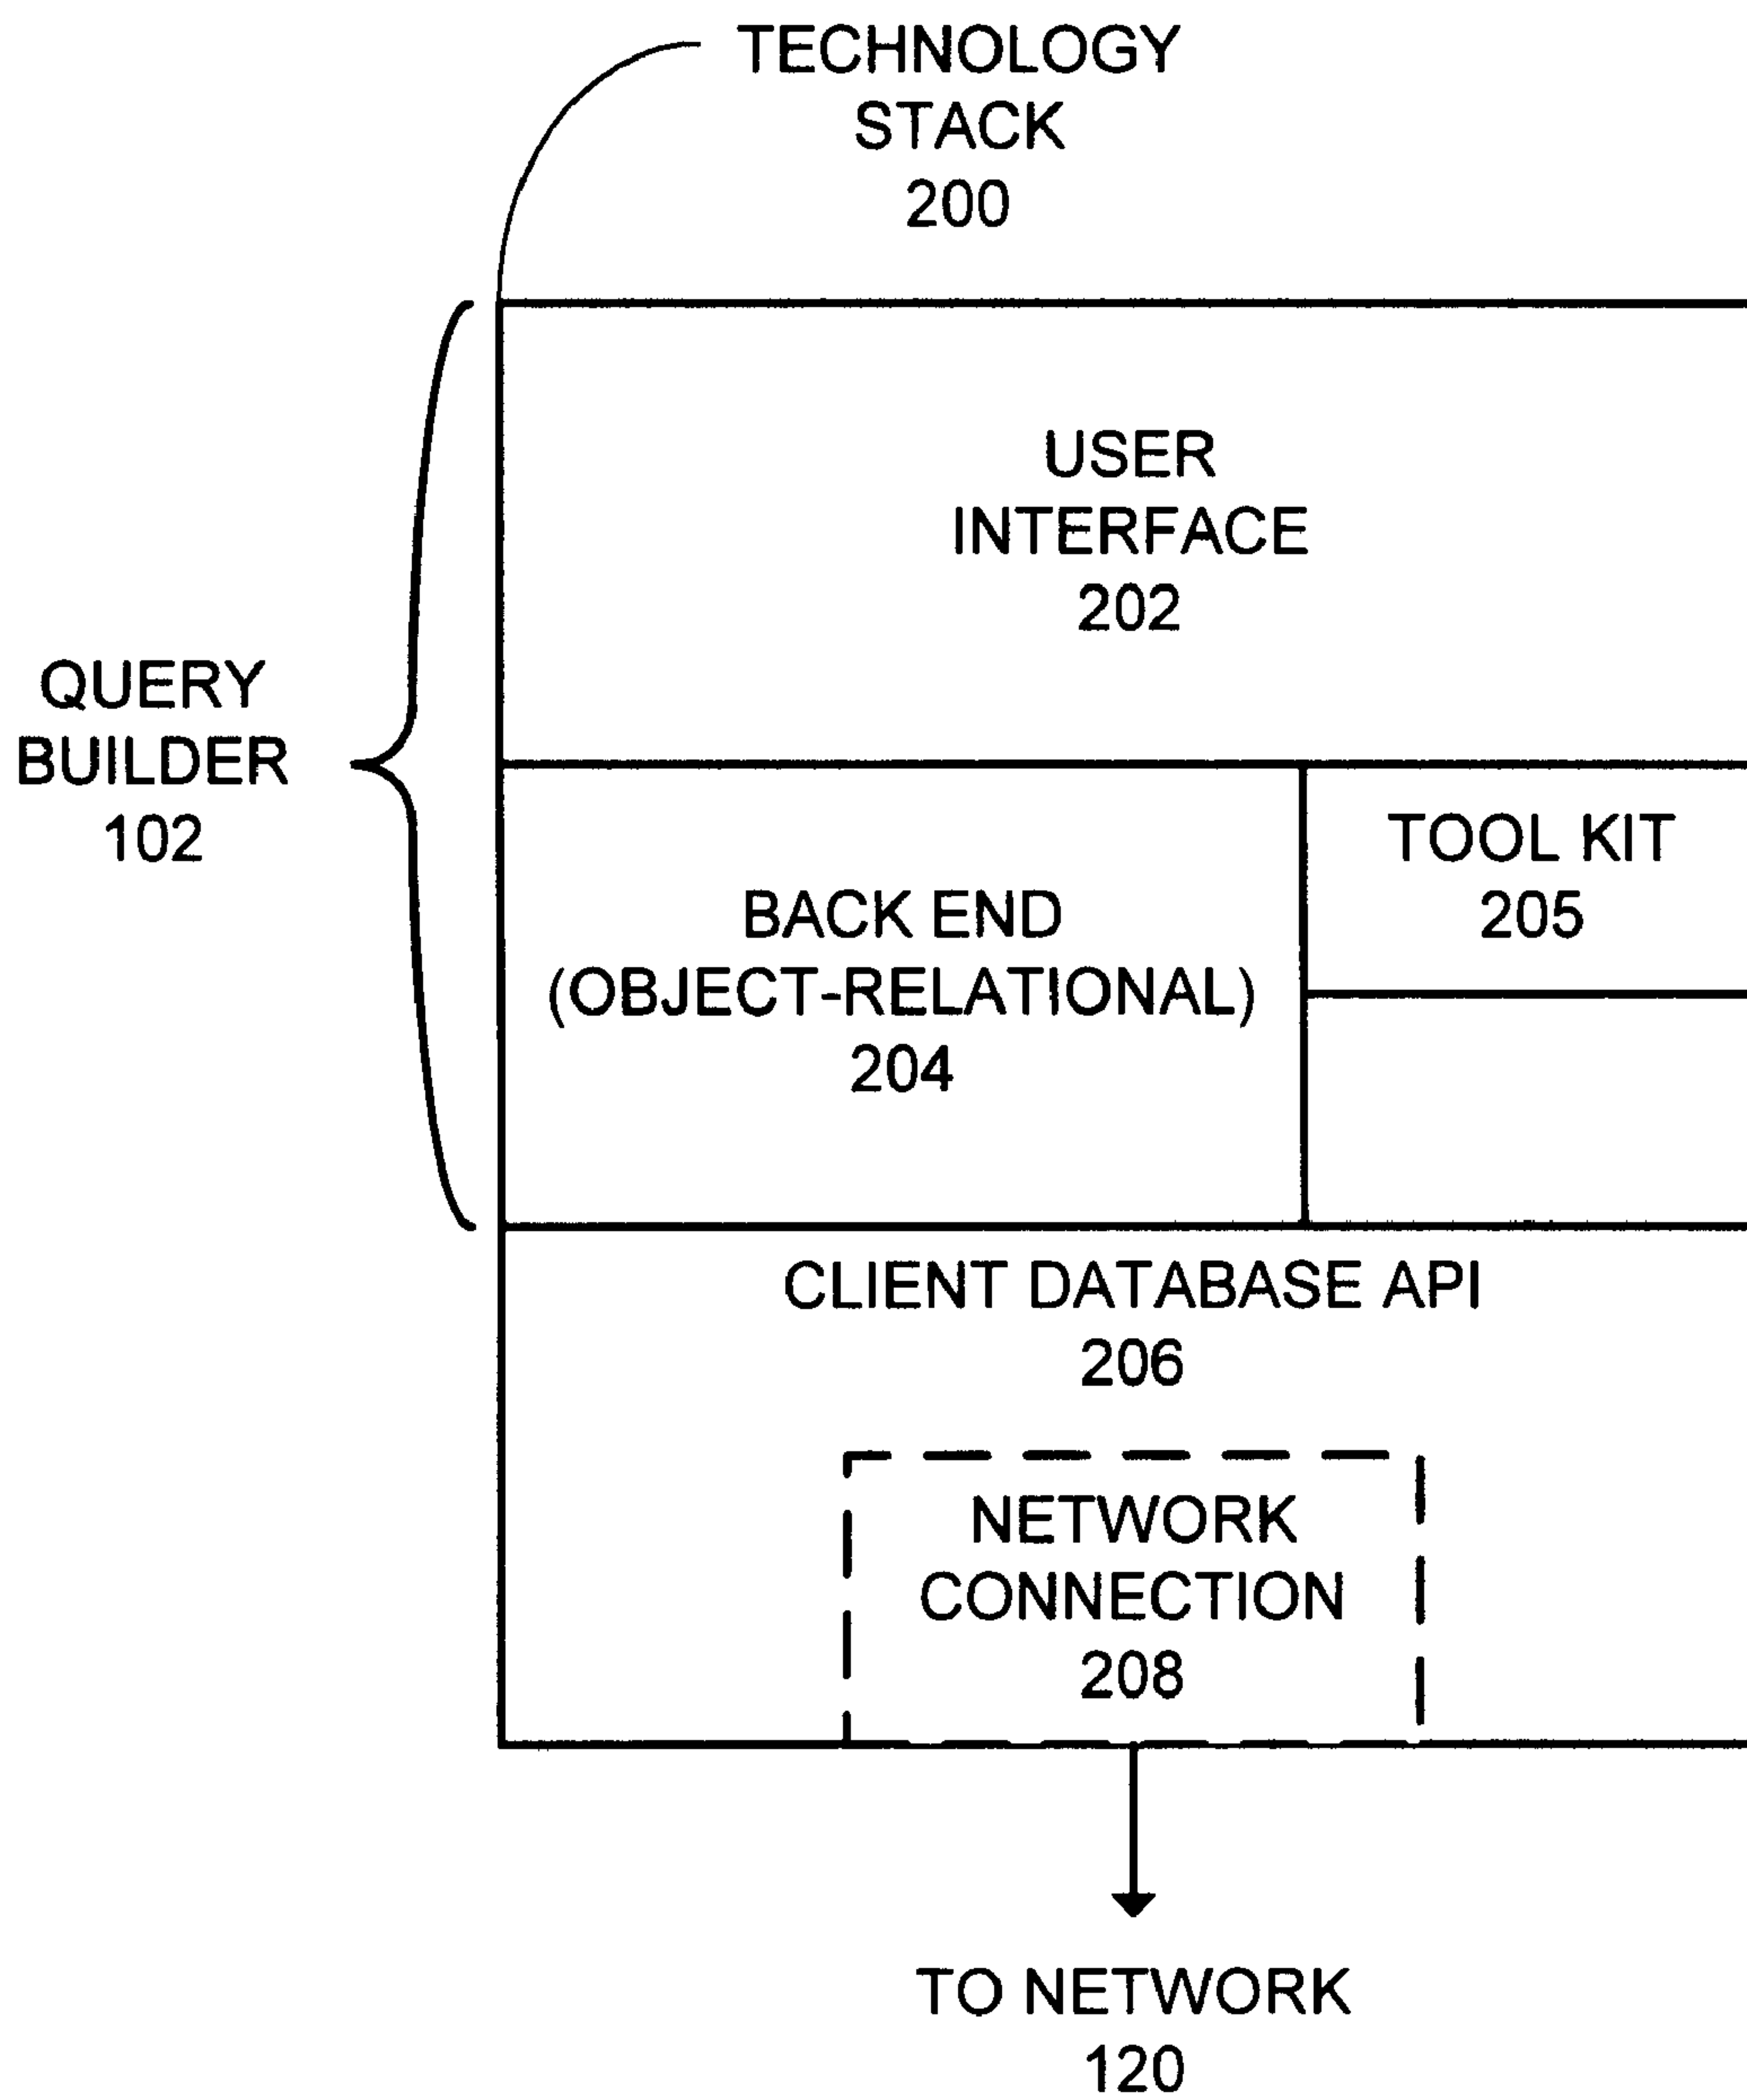 TECHNOLOGY
STACK
200
USER
INTERFACE
202
QUERY
BUILDER
102
TOOL KIT
205
BACK END
(OBJECT-RELATIONAL)
204
CLIENT DATABASE API
206
NETWORK
CONNECTION
208
TO NETWORK
120